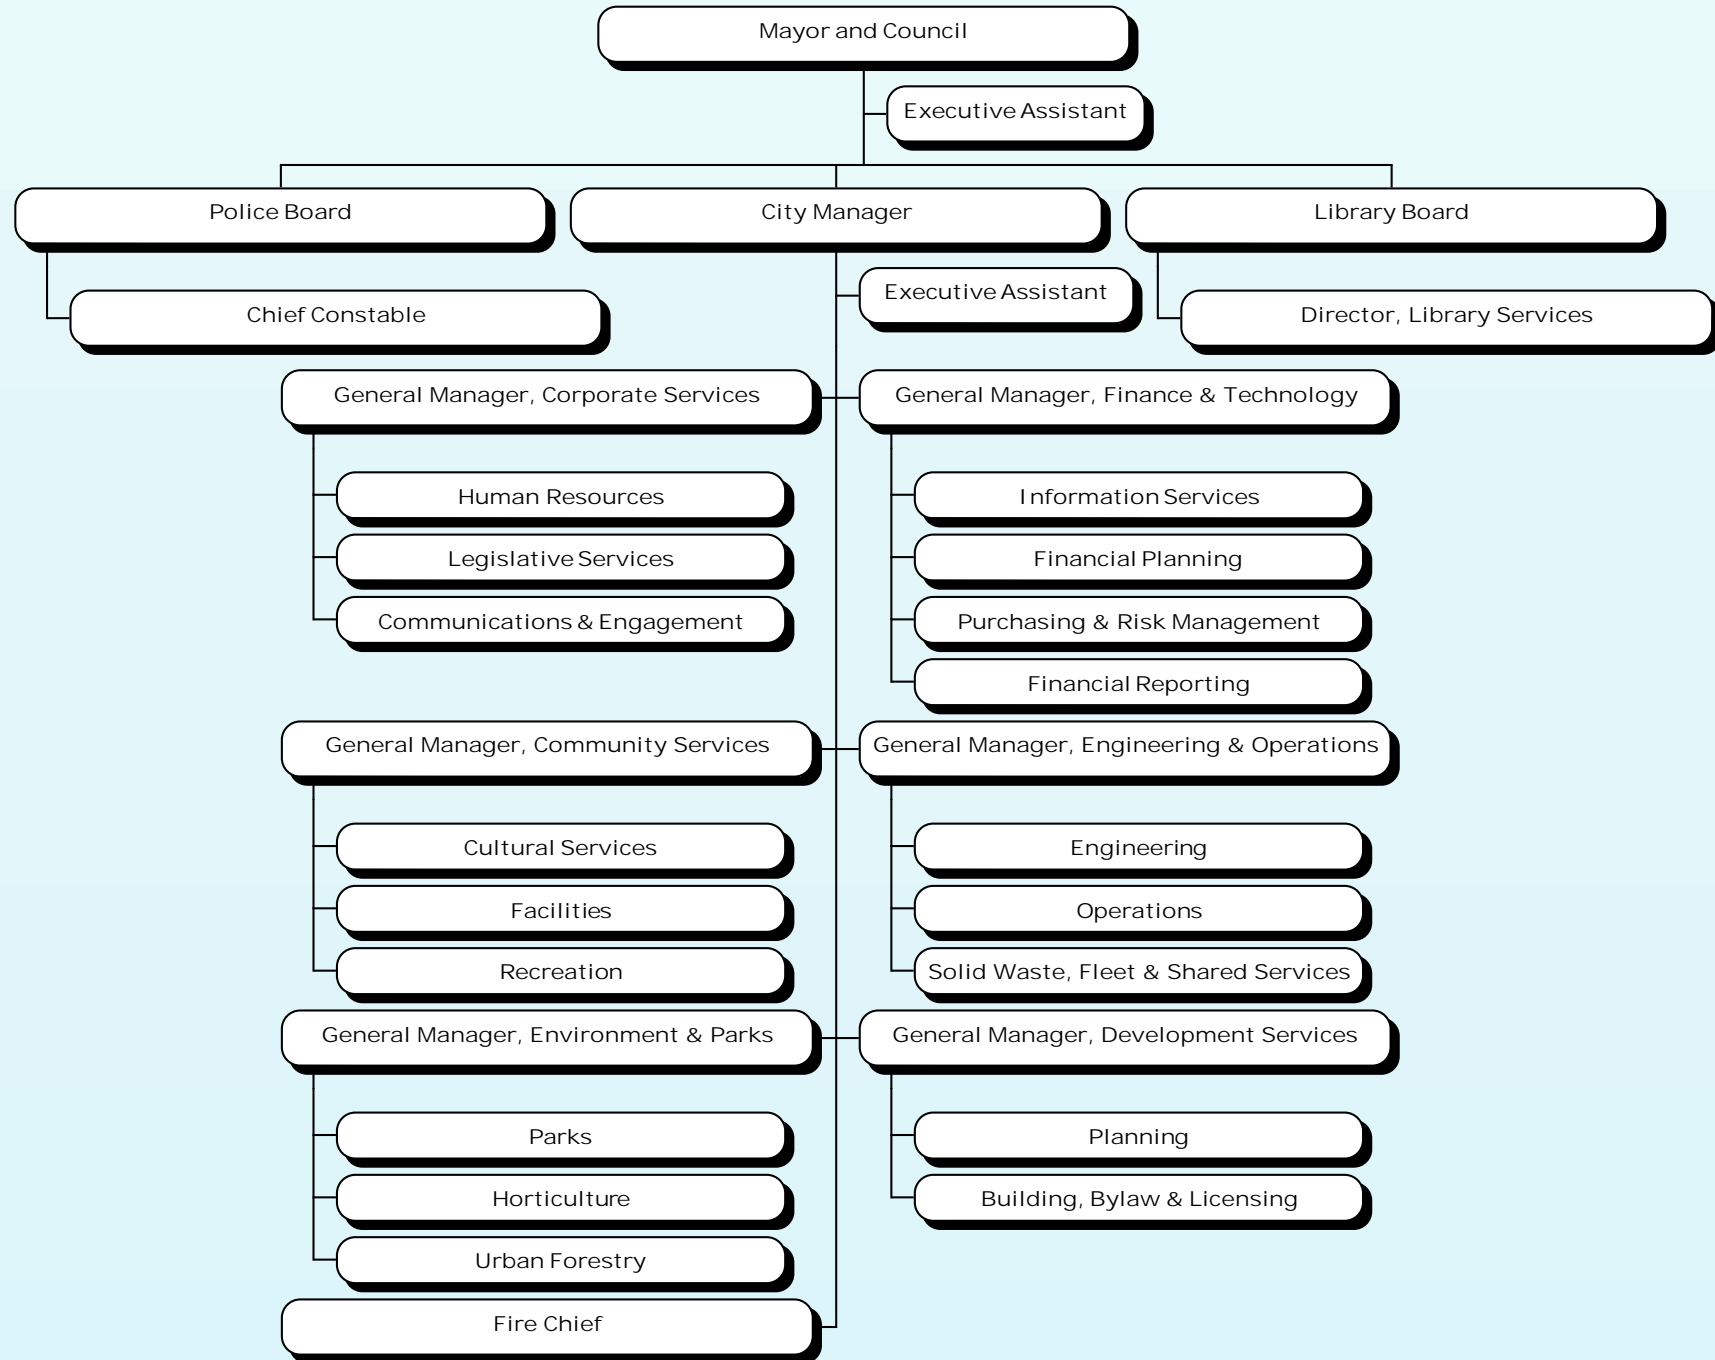 Mayor and Council
Executive Assistant
Police Board
City Manager
Library Board
Executive Assistant
Chief Constable
Director, Library Services
General Manager, Corporate Services
General Manager, Finance & Technology
Human Resources
Information Services
Legislative Services
Financial Planning
Communications & Engagement
Purchasing & Risk Management
Financial Reporting
General Manager, Community Services
General Manager, Engineering & Operations
Cultural Services
Engineering
Facilities
Operations
Recreation
Solid Waste, Fleet & Shared Services
General Manager, Environment & Parks
General Manager, Development Services
Parks
Planning
Horticulture
Building, Bylaw & Licensing
Urban Forestry
Fire Chief